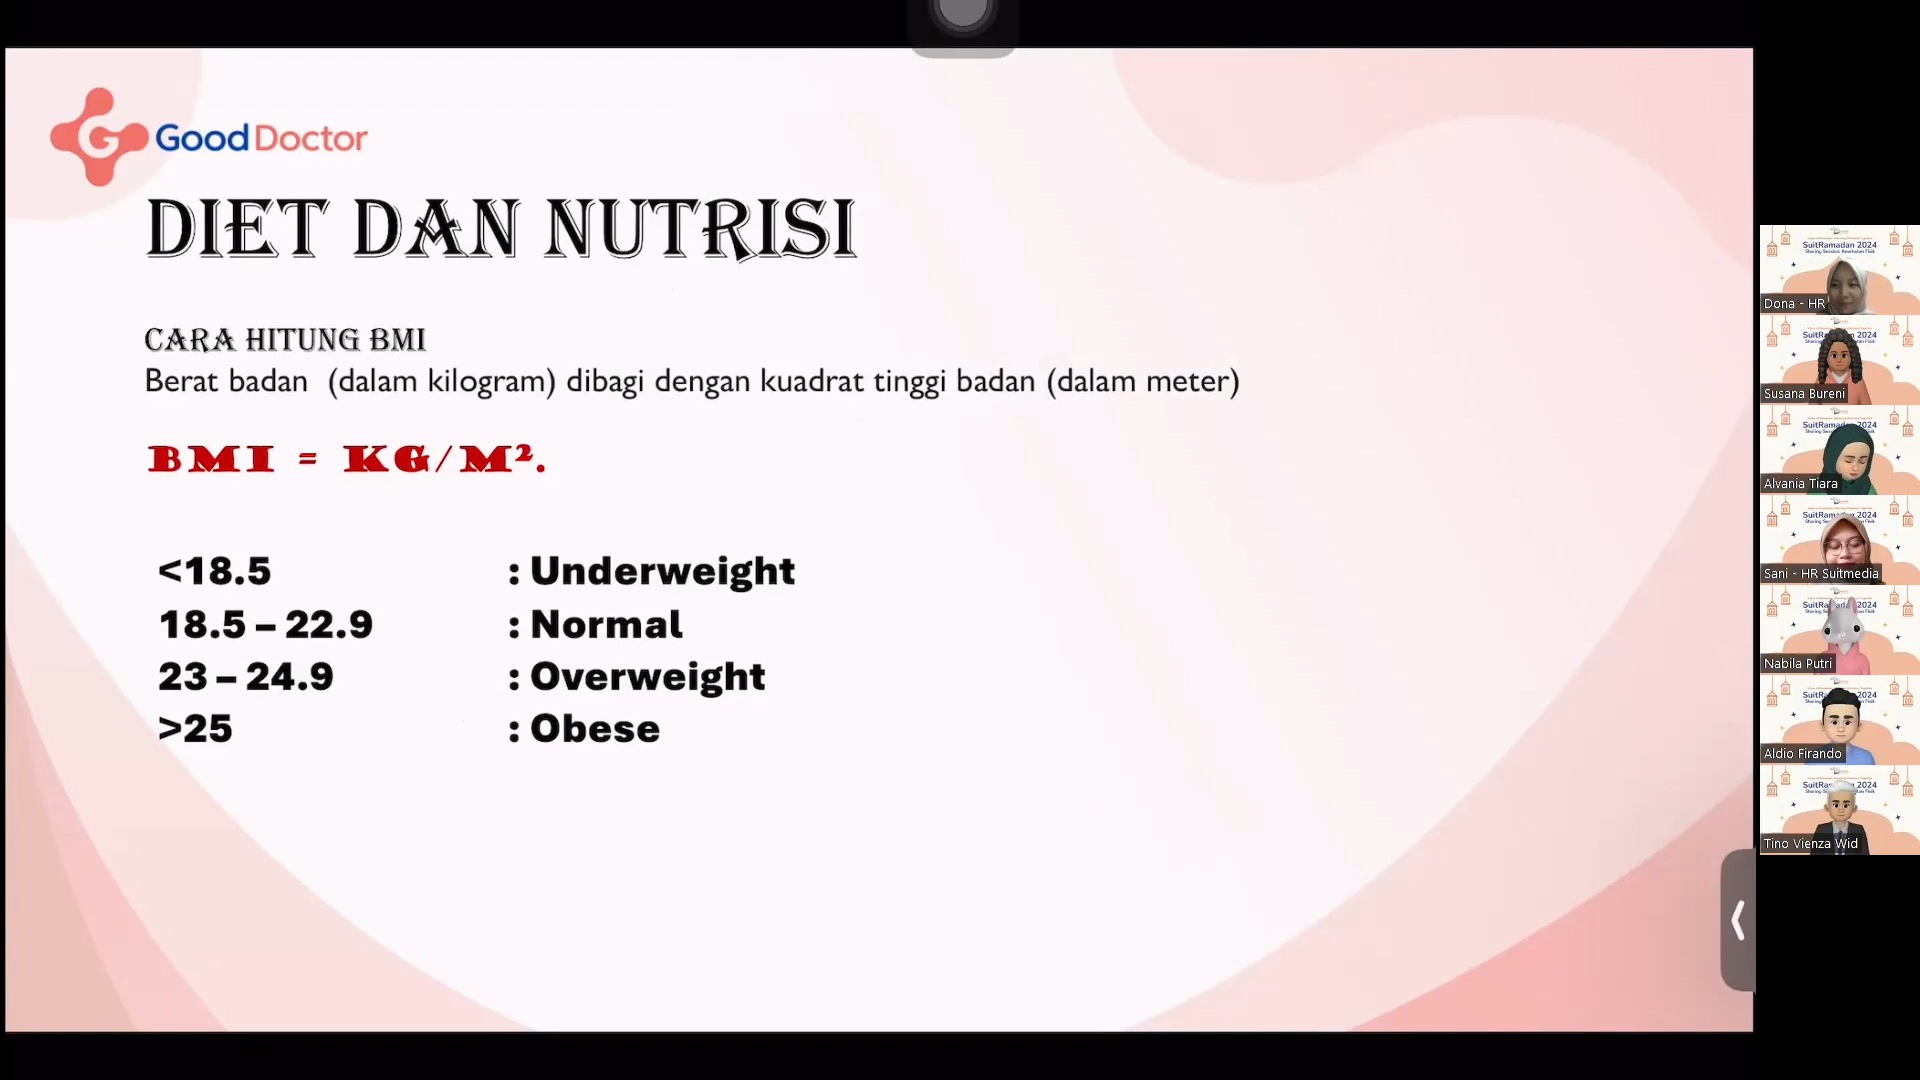 GoodDoctor
DIET DAN NUTRISI
CARA HITUNG BMI
Berat badan (dalam kilogram) dibagi dengan kuadrat tinggi badan (dalam meter)
BMI = KG/M².
<18.5 : Underweight
18.5 – 22.9 : Normal
23 – 24.9 : Overweight
>25 : Obese
SuitRamadan 2024
Dona - HR
Susana Bureni
Alvania Tiara
Sani - HR Suitmedia
Nabila Putri
Aldio Firando
Tino Vienza Wid